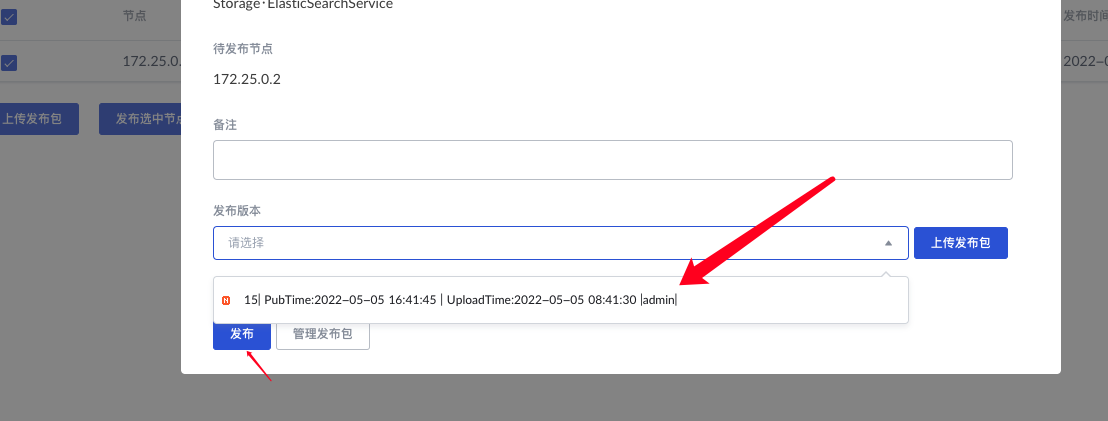 Storage·ElasticSearchService
节点
发布时间
待发布节点
172.25.0.
172.25.0.2
2022-0
上传发布包
发布选中节点
备注
发布版本
请选择
上传发布包
15| PubTime:2022-05-05 16:41:45 | UploadTime:2022-05-05 08:41:30 |admin|
发布
管理发布包